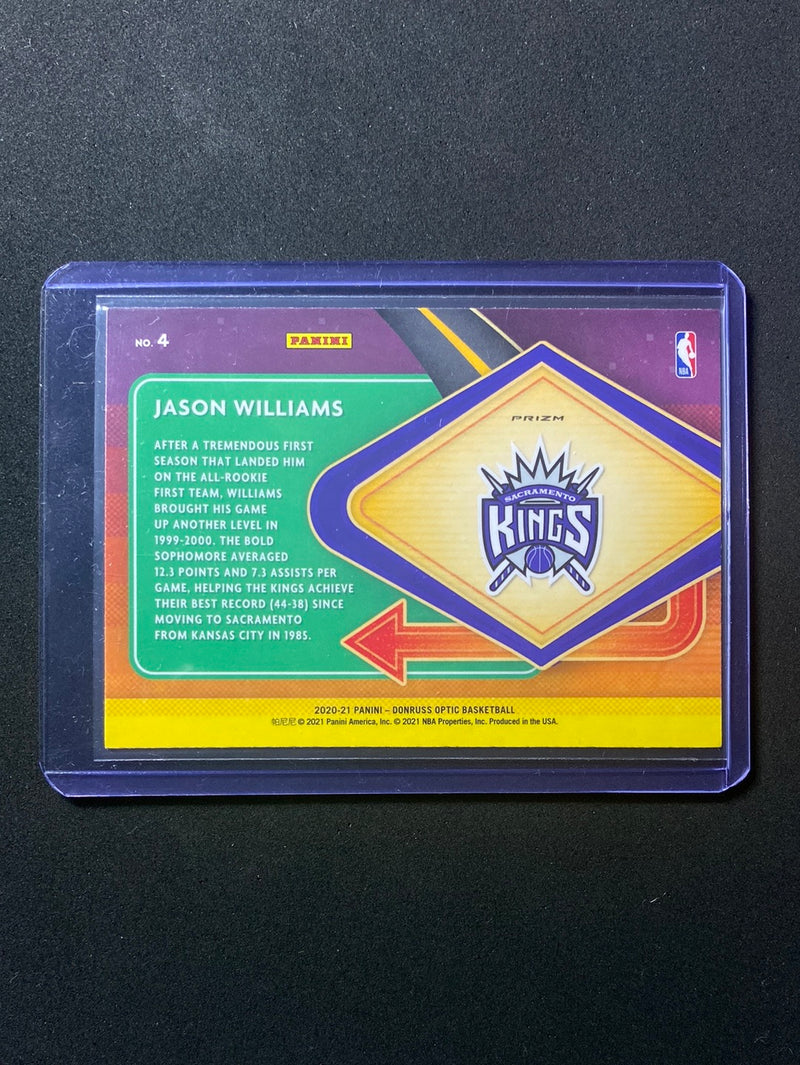 NO. 4
PANINI
NBA
JASON WILLIAMS
AFTER A TREMENDOUS FIRST
SEASON THAT LANDED HIM
ON THE ALL-ROOKIE
FIRST TEAM, WILLIAMS
BROUGHT HIS GAME
UP ANOTHER LEVEL IN
1999-2000. THE BOLD
SOPHOMORE AVERAGED
12.3 POINTS AND 7.3 ASSISTS PER
GAME, HELPING THE KINGS ACHIEVE
THEIR BEST RECORD (44-38) SINCE
MOVING TO SACRAMENTO
FROM KANSAS CITY IN 1985.
PRIZM
SACRAMENTO
KINGS
2020-21 PANINI – DONRUSS OPTIC BASKETBALL
帕尼尼 © 2021 Panini America, Inc. © 2021 NBA Properties, Inc. Produced in the USA.